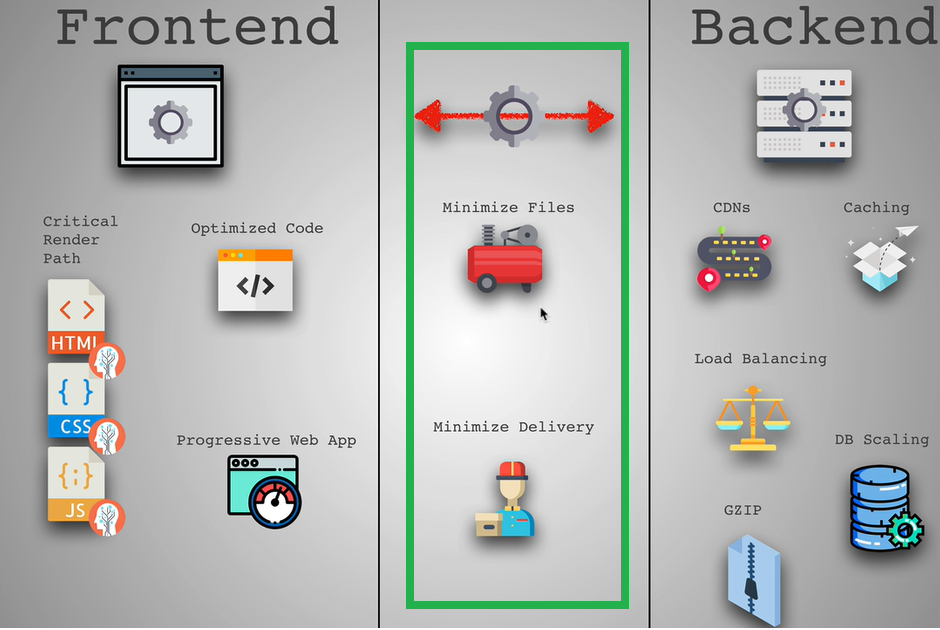 Frontend
Backend
Critical
Render
Path
Optimized Code
HTML
CSS
JS
Progressive Web App
Minimize Files
Minimize Delivery
CDNs
Caching
Load Balancing
DB Scaling
GZIP